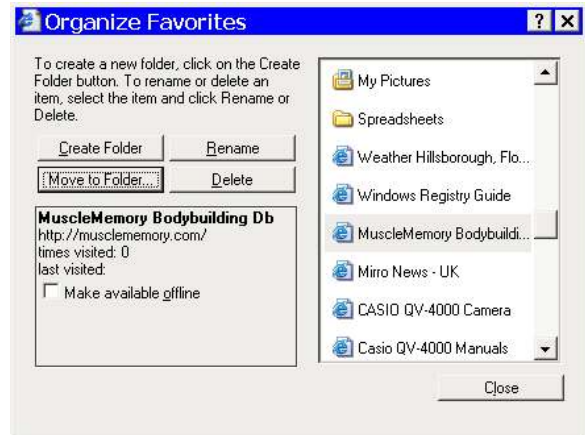 Organize Favorites
To create a new folder, click on the Create
Folder button. To rename or delete an
item, select the item and click Rename or
Delete.
Create Folder
Rename
Move to Folder...
Delete
MuscleMemory Bodybuilding Db
http://musclememory.com/
times visited: 0
last visited:
Make available offline
My Pictures
Spreadsheets
Weather Hillsborough, Flo...
Windows Registry Guide
MuscleMemory Bodybuildi...
Mirro News - UK
CASIO QV-4000 Camera
Casio QV-4000 Manuals
Close